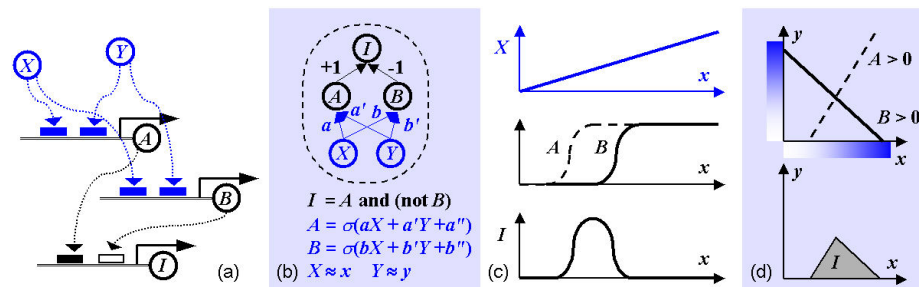 X
Y
A
B
I
(a)
I
+1
-1
A
B
a
a'
b
b'
X
Y
I = A and (not B)
A = σ(aX + a'Y + a")
B = σ(bX + b'Y + b")
X ≈ x Y ≈ y
(b)
X
x
A
B
x
I
x
(c)
y
A > 0
B > 0
x
y
I
x
(d)